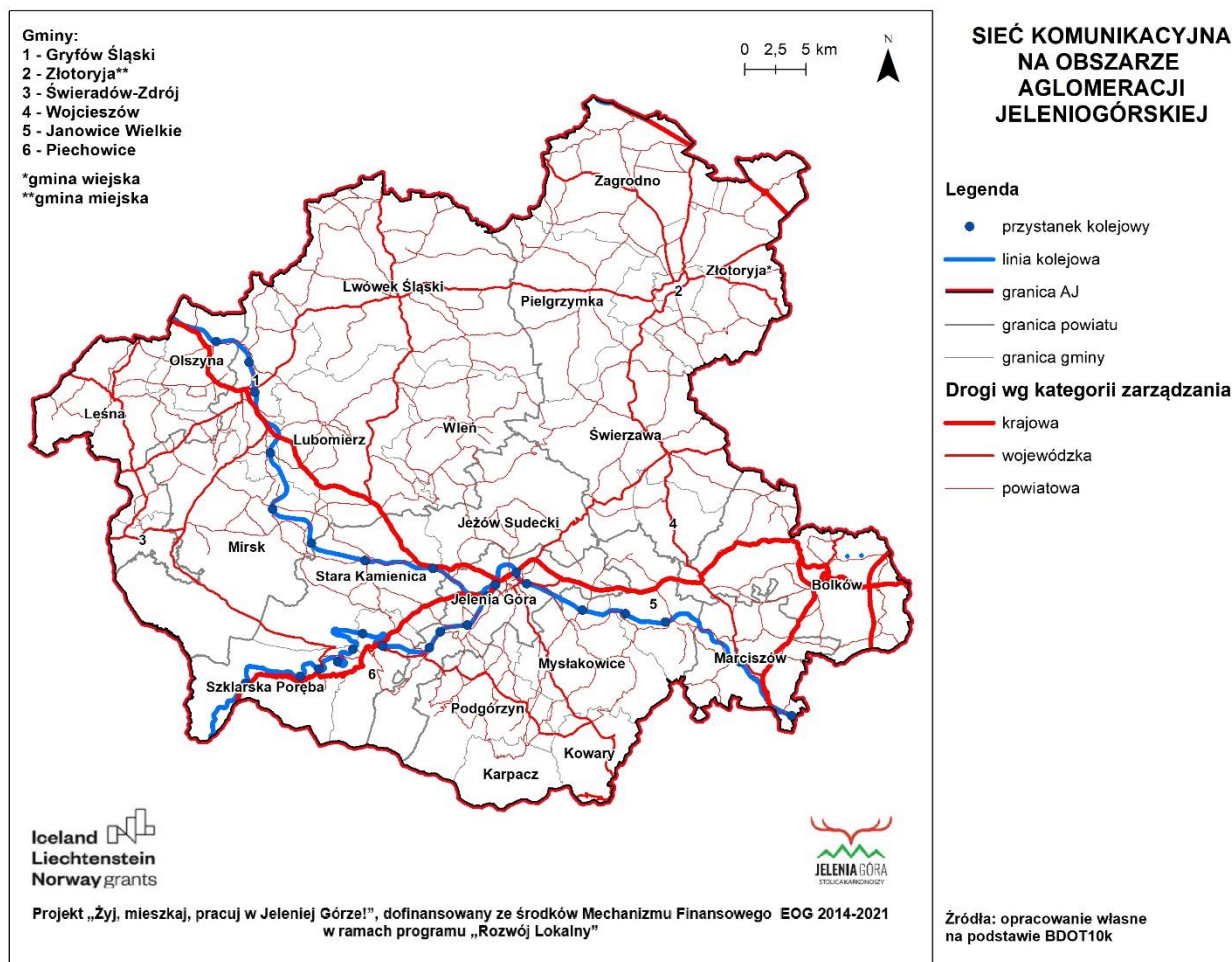 Gminy:
1 - Gryfów Śląski
2 - Złotoryja**
3 - Świeradów-Zdrój
4 - Wojcieszów
5 - Janowice Wielkie
6 - Piechowice
*gmina wiejska
**gmina miejska
0 2,5 5 km
N
SIEĆ KOMUNIKACYJNA
NA OBSZARZE
AGLOMERACJI
JELENIOGÓRSKIEJ
Legenda
przystanek kolejowy
linia kolejowa
granica AJ
granica powiatu
granica gminy
Drogi wg kategorii zarządzania
krajowa
wojewódzka
powiatowa
Zagrodno
Złotoryja*
Lwówek Śląski
Pielgrzymka
2
Olszyna
1
Leśna
Lubomierz
Wleń
Świerzawa
Jeżów Sudecki
4
3
Mirsk
Stara Kamienica
Bolków
Jelenia Góra
5
Mysłakowice
Marciszów
6
Szklarska Poręba
Podgórzyn
Kowary
Karpacz
Iceland
Liechtenstein
Norway grants
JELENIA GÓRA
STOLICA KARKONOSZY
Projekt „Żyj, mieszkaj, pracuj w Jeleniej Górze!”, dofinansowany ze środków Mechanizmu Finansowego EOG 2014-2021
w ramach programu „Rozwój Lokalny”
Źródła: opracowanie własne
na podstawie BDOT10k